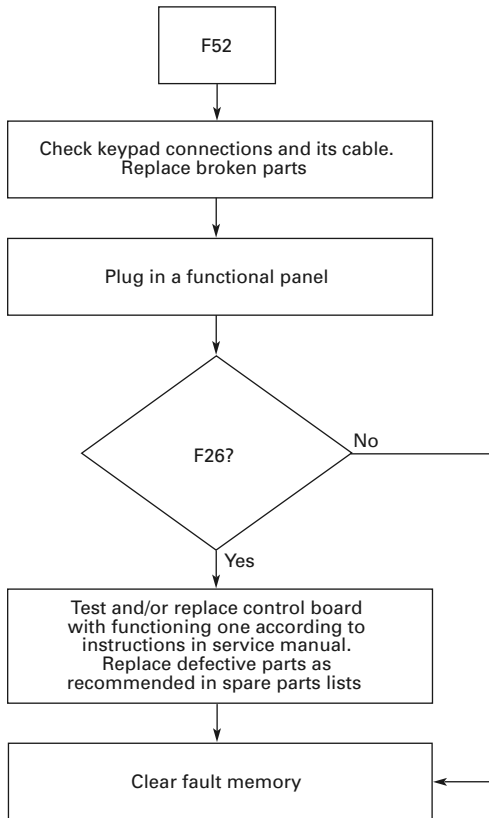 F52
Check keypad connections and its cable.
Replace broken parts
Plug in a functional panel
F26?
No
Yes
Test and/or replace control board
with functioning one according to
instructions in service manual.
Replace defective parts as
recommended in spare parts lists
Clear fault memory